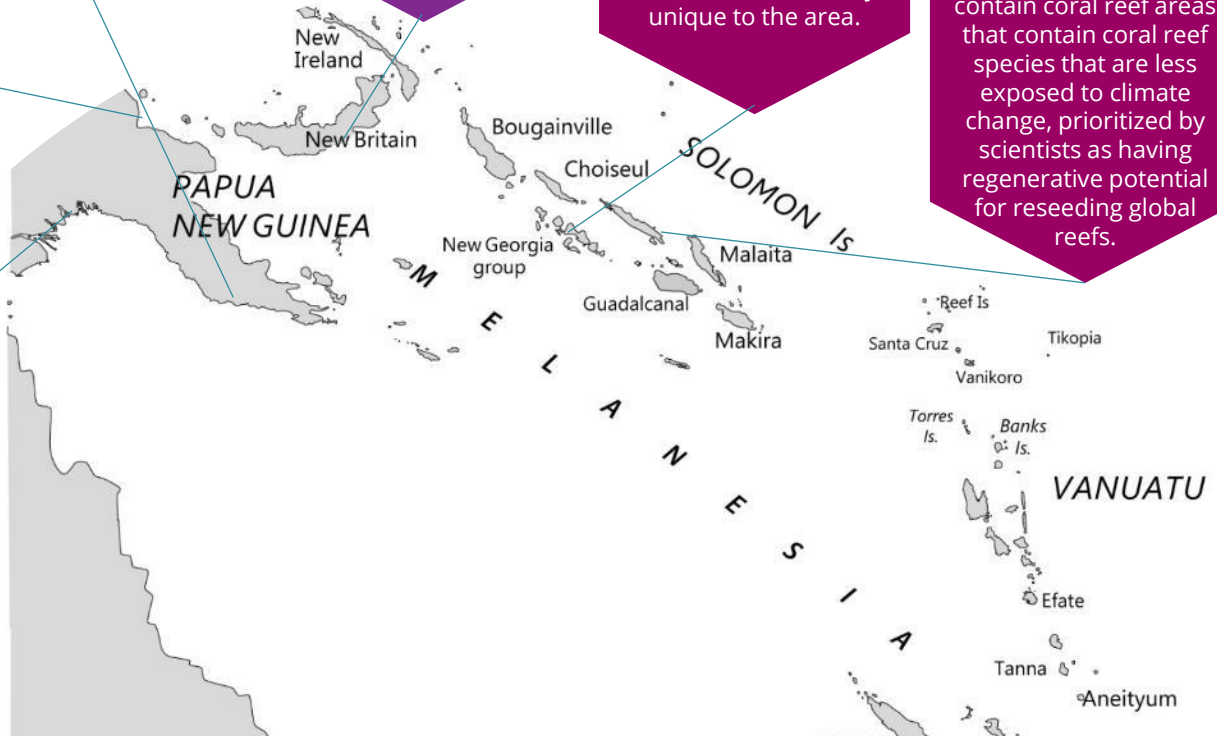 unique to the area.
contain coral reef areas
that contain coral reef
species that are less
exposed to climate
change, prioritized by
scientists as having
regenerative potential
for reseeding global
reefs.
New
Ireland
New Britain
Bougainville
Choiseul
SOLOMON Is
PAPUA
NEW GUINEA
New Georgia
group
Malaita
Guadalcanal
Makira
Reef Is
Santa Cruz
Tikopia
Vanikoro
MELANESIA
Torres
Is.
Banks
Is.
VANUATU
Efate
Tanna
Aneityum